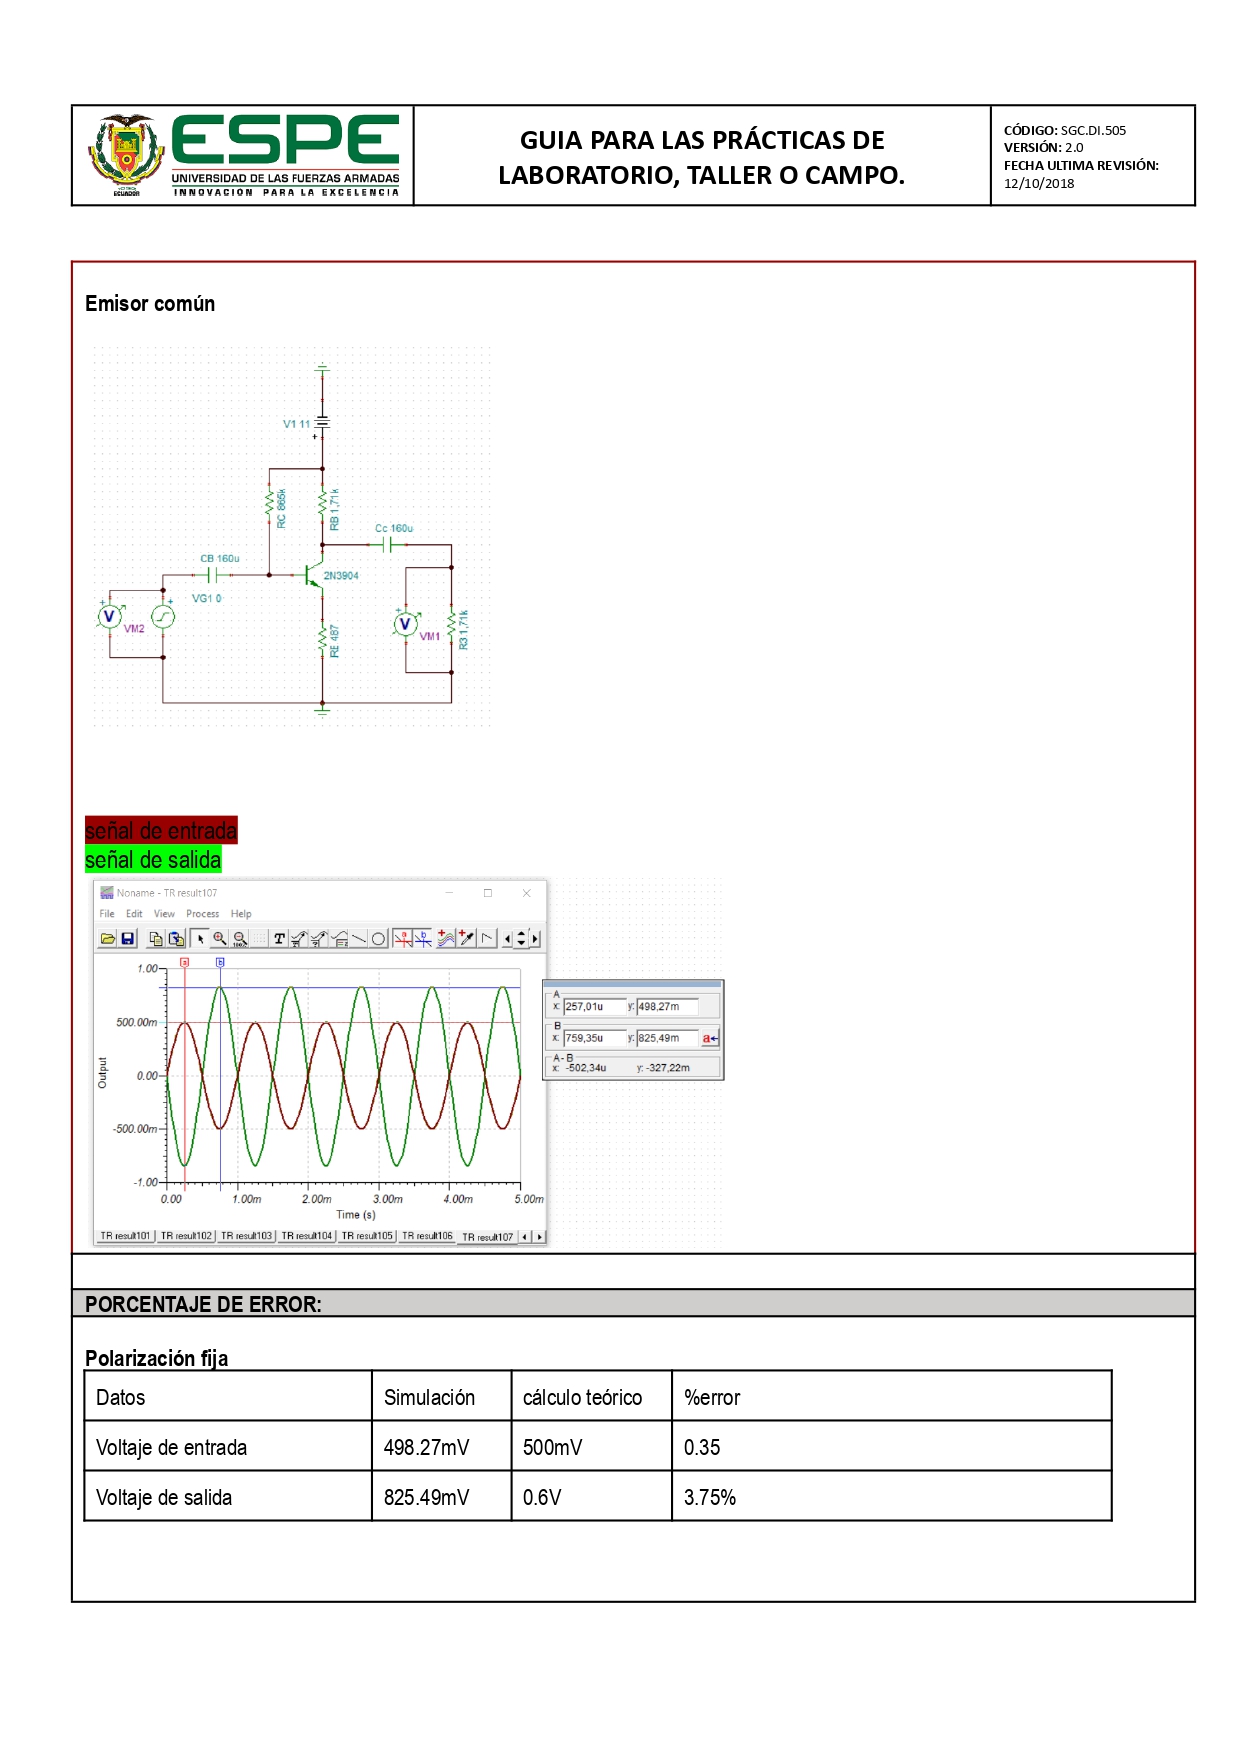 ESPE
UNIVERSIDAD DE LAS FUERZAS ARMADAS
INNOVACION PARA LA EXCELENCIA
ECUADOR
GUIA PARA LAS PRÁCTICAS DE
LABORATORIO, TALLER O CAMPO.
CÓDIGO: SGC.DI.505
VERSIÓN: 2.0
FECHA ULTIMA REVISIÓN:
12/10/2018
Emisor común
V1 11
+
RC 865k
RB 1,71k
Cc 160u
CB 160u
2N3904
VG1 0
+
+
V
VM2
RE 487
+
V
VM1
R3 1,71k
señal de entrada
señal de salida
Noname - TR result107
File Edit View Process Help
T
100%
a
b
a b
1.00
500.00m
0.00
-500.00m
-1.00
Output
0.00 1.00m 2.00m 3.00m 4.00m 5.00m
Time (s)
TR result101 TR result102 TR result103 TR result104 TR result105 TR result106 TR result107
A
x: 257,01u y: 498,27m
B
x: 759,35u y: 825,49m a
A - B
x: -502,34u y: -327,22m
PORCENTAJE DE ERROR:
Polarización fija
Datos Simulación cálculo teórico %error
Voltaje de entrada 498.27mV 500mV 0.35
Voltaje de salida 825.49mV 0.6V 3.75%